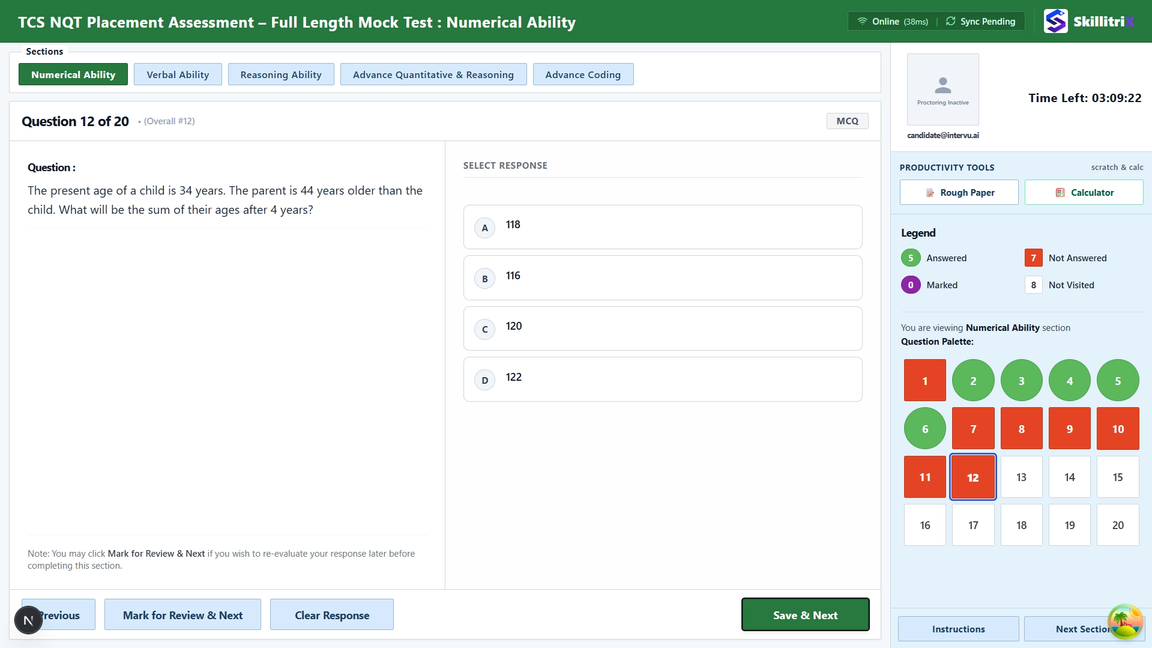 TCS NQT Placement Assessment – Full Length Mock Test : Numerical Ability
Online (38ms) | Sync Pending
SkillitriX
Sections
Numerical Ability
Verbal Ability
Reasoning Ability
Advance Quantitative & Reasoning
Advance Coding
Question 12 of 20 • (Overall #12)
MCQ
Question :
The present age of a child is 34 years. The parent is 44 years older than the
child. What will be the sum of their ages after 4 years?
Note: You may click Mark for Review & Next if you wish to re-evaluate your response later before
completing this section.
SELECT RESPONSE
A 118
B 116
C 120
D 122
Previous
Mark for Review & Next
Clear Response
Save & Next
N
Proctoring Inactive
candidate@intervu.ai
Time Left: 03:09:22
PRODUCTIVITY TOOLS
scratch & calc
Rough Paper
Calculator
Legend
5 Answered
7 Not Answered
0 Marked
8 Not Visited
You are viewing Numerical Ability section
Question Palette:
1 2 3 4 5
6 7 8 9 10
11 12 13 14 15
16 17 18 19 20
Instructions
Next Section